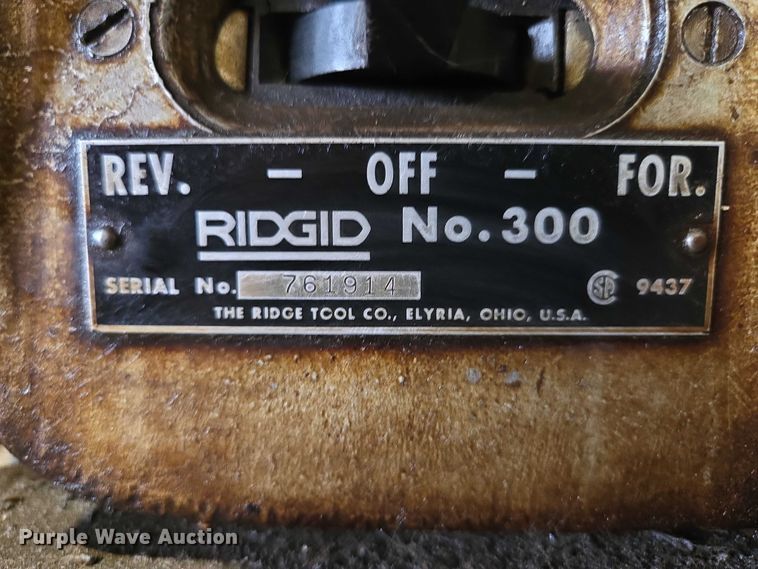 REV. – OFF – FOR.
RIDGID No. 300
SERIAL No. 761914 SA 9437
THE RIDGE TOOL CO., ELYRIA, OHIO, U.S.A.
Purple Wave Auction